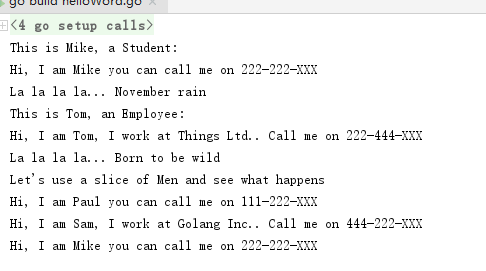 go build helloWord.go
<4 go setup calls>
This is Mike, a Student:
Hi, I am Mike you can call me on 222-222-XXX
La la la la... November rain
This is Tom, an Employee:
Hi, I am Tom, I work at Things Ltd.. Call me on 222-444-XXX
La la la la... Born to be wild
Let's use a slice of Men and see what happens
Hi, I am Paul you can call me on 111-222-XXX
Hi, I am Sam, I work at Golang Inc.. Call me on 444-222-XXX
Hi, I am Mike you can call me on 222-222-XXX